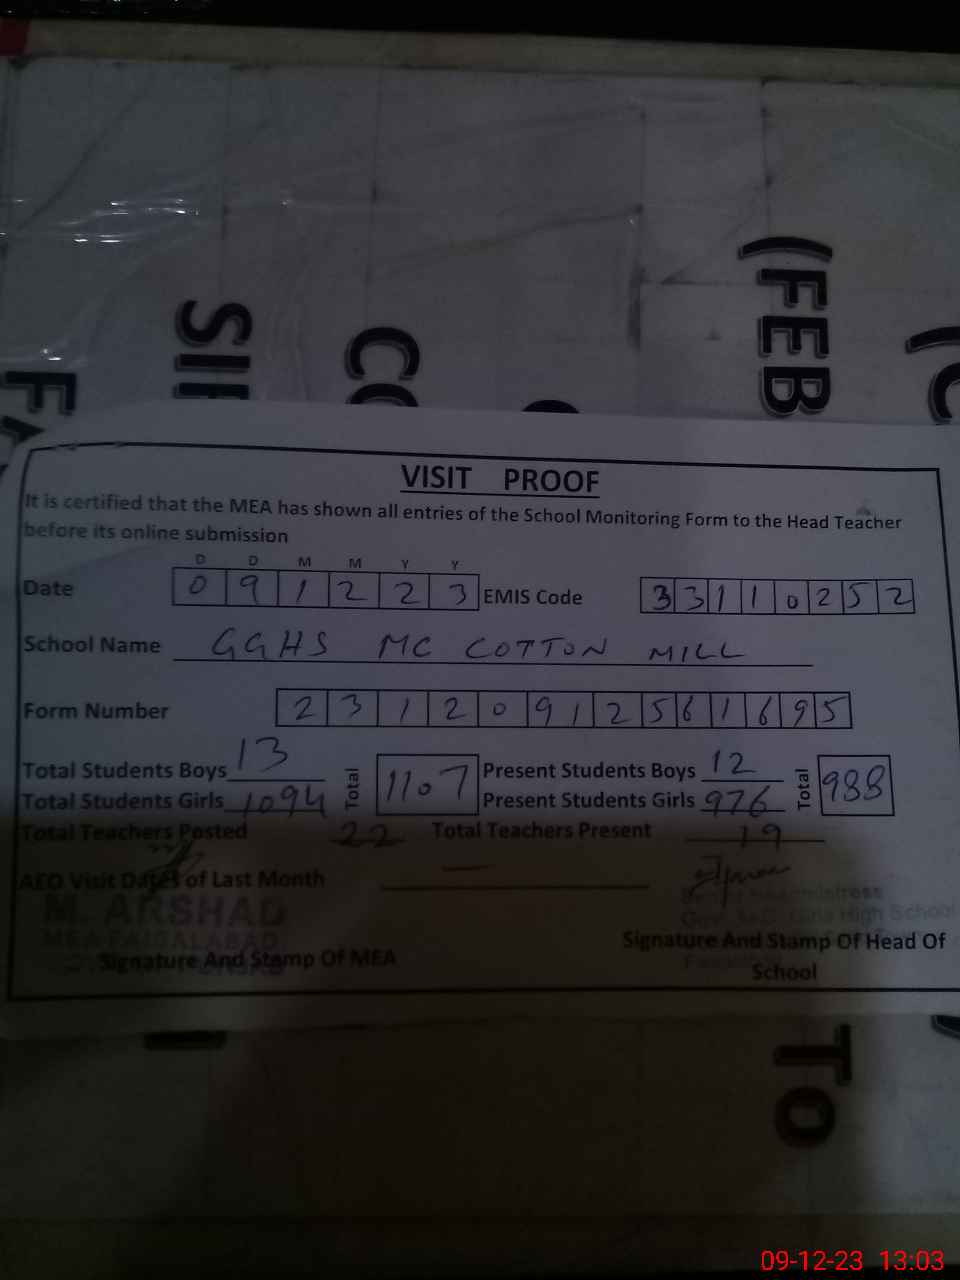 (FEB
(C
SIF
CO
FA
VISIT PROOF
It is certified that the MEA has shown all entries of the School Monitoring Form to the Head Teacher
before its online submission
D D M M Y Y
Date 0 9 1 2 2 3 EMIS Code 3 3 1 1 0 2 5 2
School Name GGHS MC COTTON MILL
Form Number 2 3 1 2 0 9 1 2 5 6 1 6 9 5
Total Students Boys 13 Total 1107 Present Students Boys 12 Total 988
Total Students Girls 1094 Present Students Girls 976
Total Teachers Posted 22 Total Teachers Present 19
AEO Visit Dates of Last Month —
M. ARSHAD
MEA FAISALABAD
Headmistress
Girls High School
Signature And Stamp Of MEA
Signature And Stamp Of Head Of
School
TO
09-12-23 13:03